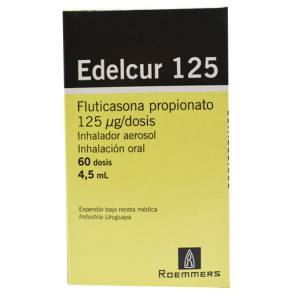 Edelcur 125
Fluticasona propionato
125 µg/dosis
Inhalador aerosol
Inhalación oral
60 dosis
4,5 mL
Expendio bajo receta médica
Industria Uruguaya
ROEMMERS